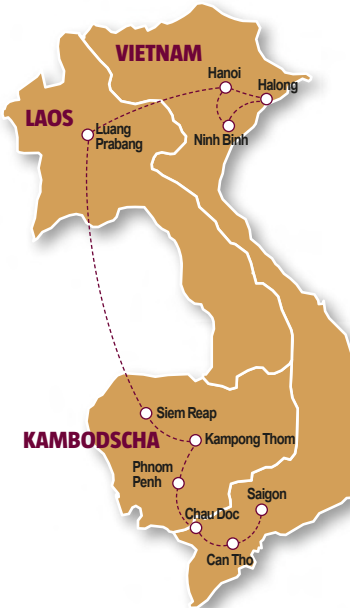 VIETNAM
Hanoi
Halong
LAOS
Luang
Prabang
Ninh Binh
Siem Reap
KAMBODSCHA
Kampong Thom
Phnom
Penh
Saigon
Chau Doc
Can Tho